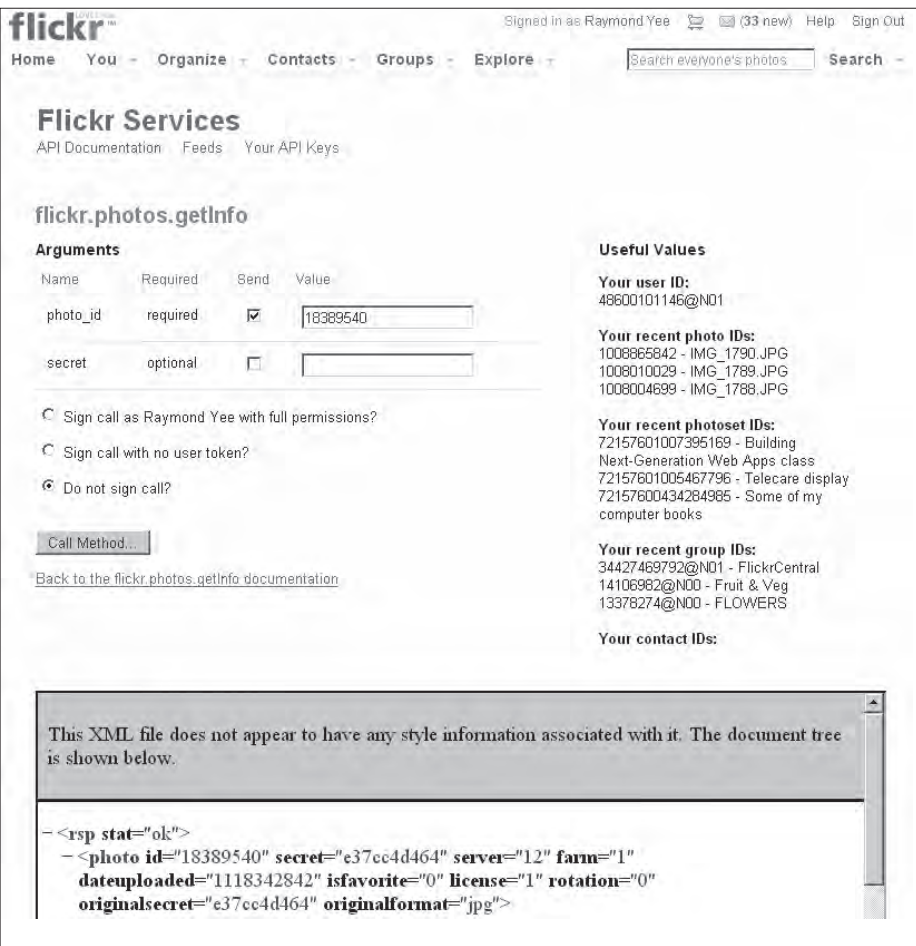 flickr™
Signed in as Raymond Yee (33 new) Help Sign Out
Home You Organize Contacts Groups Explore Search everyone's photos Search
Flickr Services
API Documentation Feeds Your API Keys
flickr.photos.getInfo
Arguments
Name Required Send Value
photo_id required 18389540
secret optional
Sign call as Raymond Yee with full permissions?
Sign call with no user token?
Do not sign call?
Call Method...
Back to the flickr.photos.getInfo documentation
Useful Values
Your user ID:
48600101146@N01
Your recent photo IDs:
1008865842 - IMG_1790.JPG
1008010029 - IMG_1789.JPG
1008004699 - IMG_1788.JPG
Your recent photoset IDs:
72157601007395169 - Building
Next-Generation Web Apps class
72157601005467796 - Telecare display
72157600434284985 - Some of my
computer books
Your recent group IDs:
34427469792@N01 - FlickrCentral
14106982@N00 - Fruit & Veg
13378274@N00 - FLOWERS
Your contact IDs:
This XML file does not appear to have any style information associated with it. The document tree
is shown below.
− <rsp stat="ok">
− <photo id="18389540" secret="e37cc4d464" server="12" farm="1"
dateuploaded="1118342842" isfavorite="0" license="1" rotation="0"
originalsecret="e37cc4d464" originalformat="jpg">